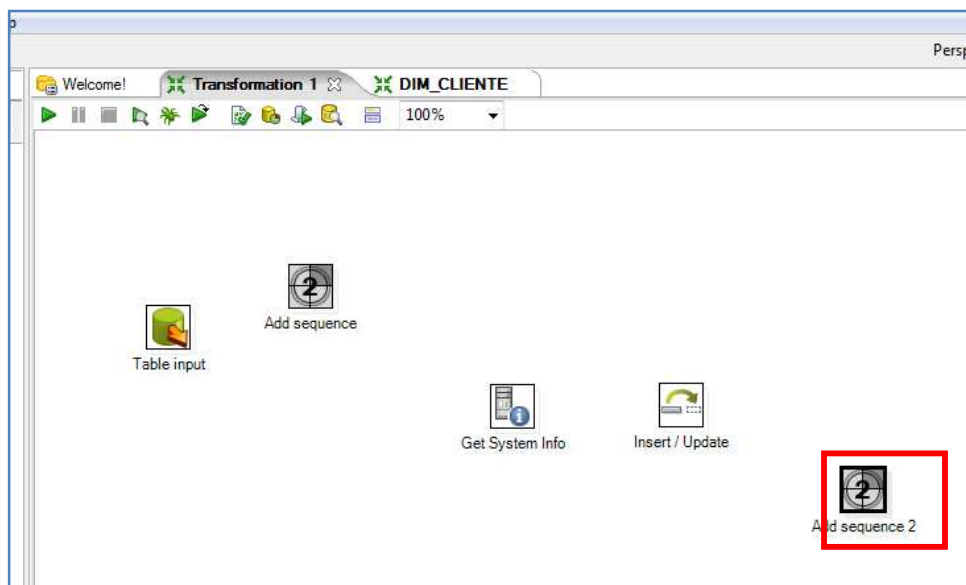 Persp
Welcome!
Transformation 1
DIM_CLIENTE
100%
2
Add sequence
Table input
Get System Info
Insert / Update
2
Add sequence 2